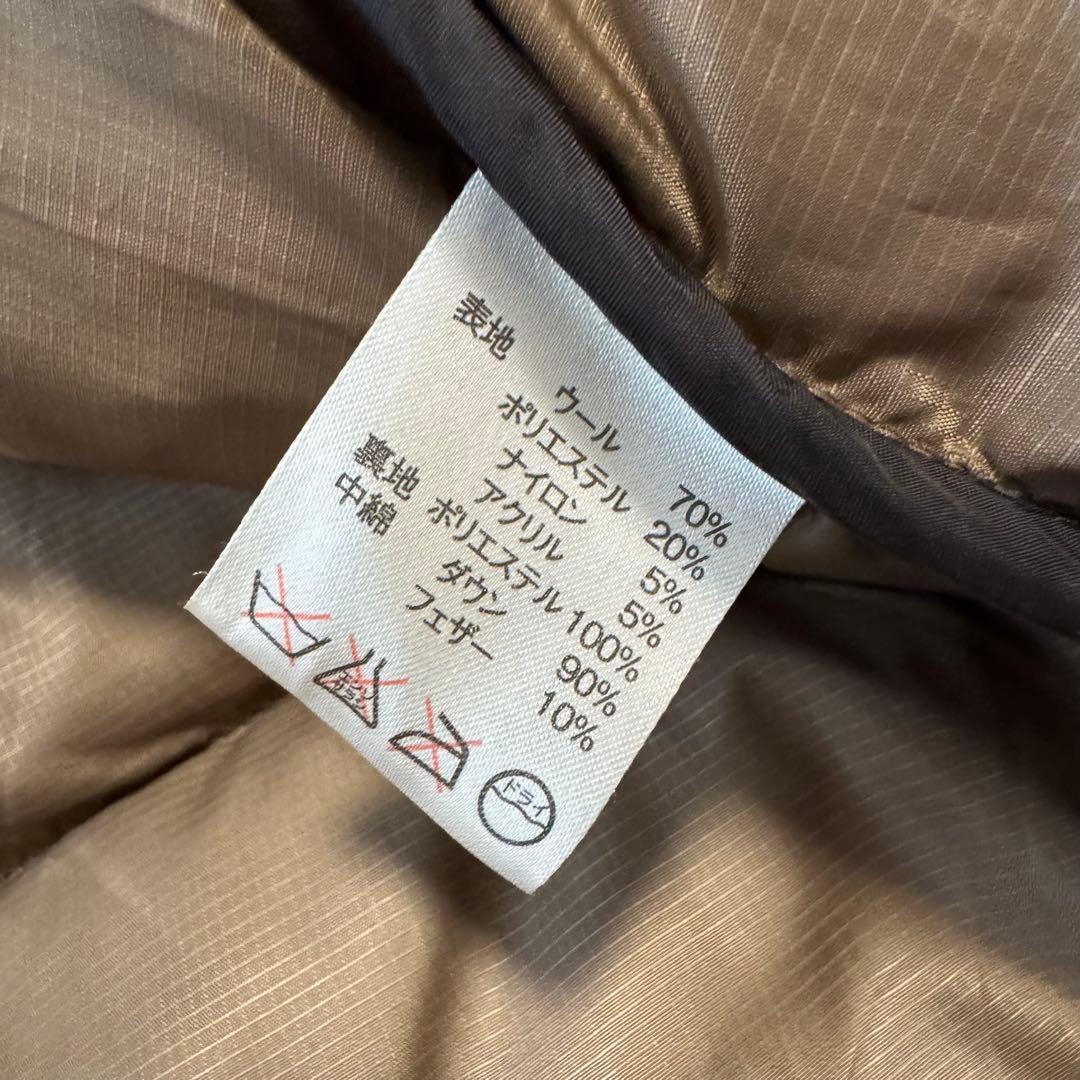 表地 ウール 70%
ポリエステル 20%
ナイロン 5%
アクリル 5%
裏地 ポリエステル 100%
中綿 ダウン 90%
フェザー 10%
ドライ